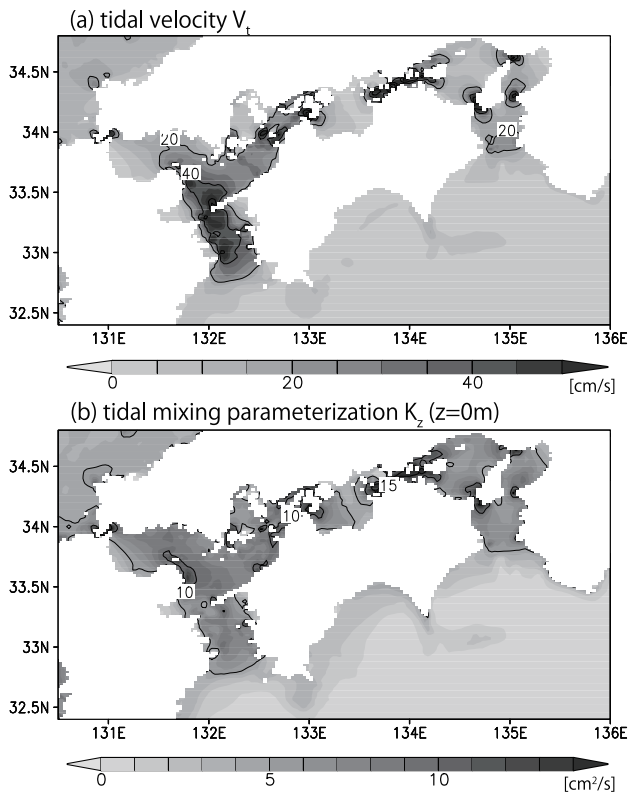 (a) tidal velocity Vt
34.5N
34N
33.5N
33N
32.5N
20
40
20
131E 132E 133E 134E 135E 136E
0 20 40 [cm/s]
(b) tidal mixing parameterization Kz (z=0m)
34.5N
34N
33.5N
33N
32.5N
15
10
10
131E 132E 133E 134E 135E 136E
0 5 10 [cm²/s]